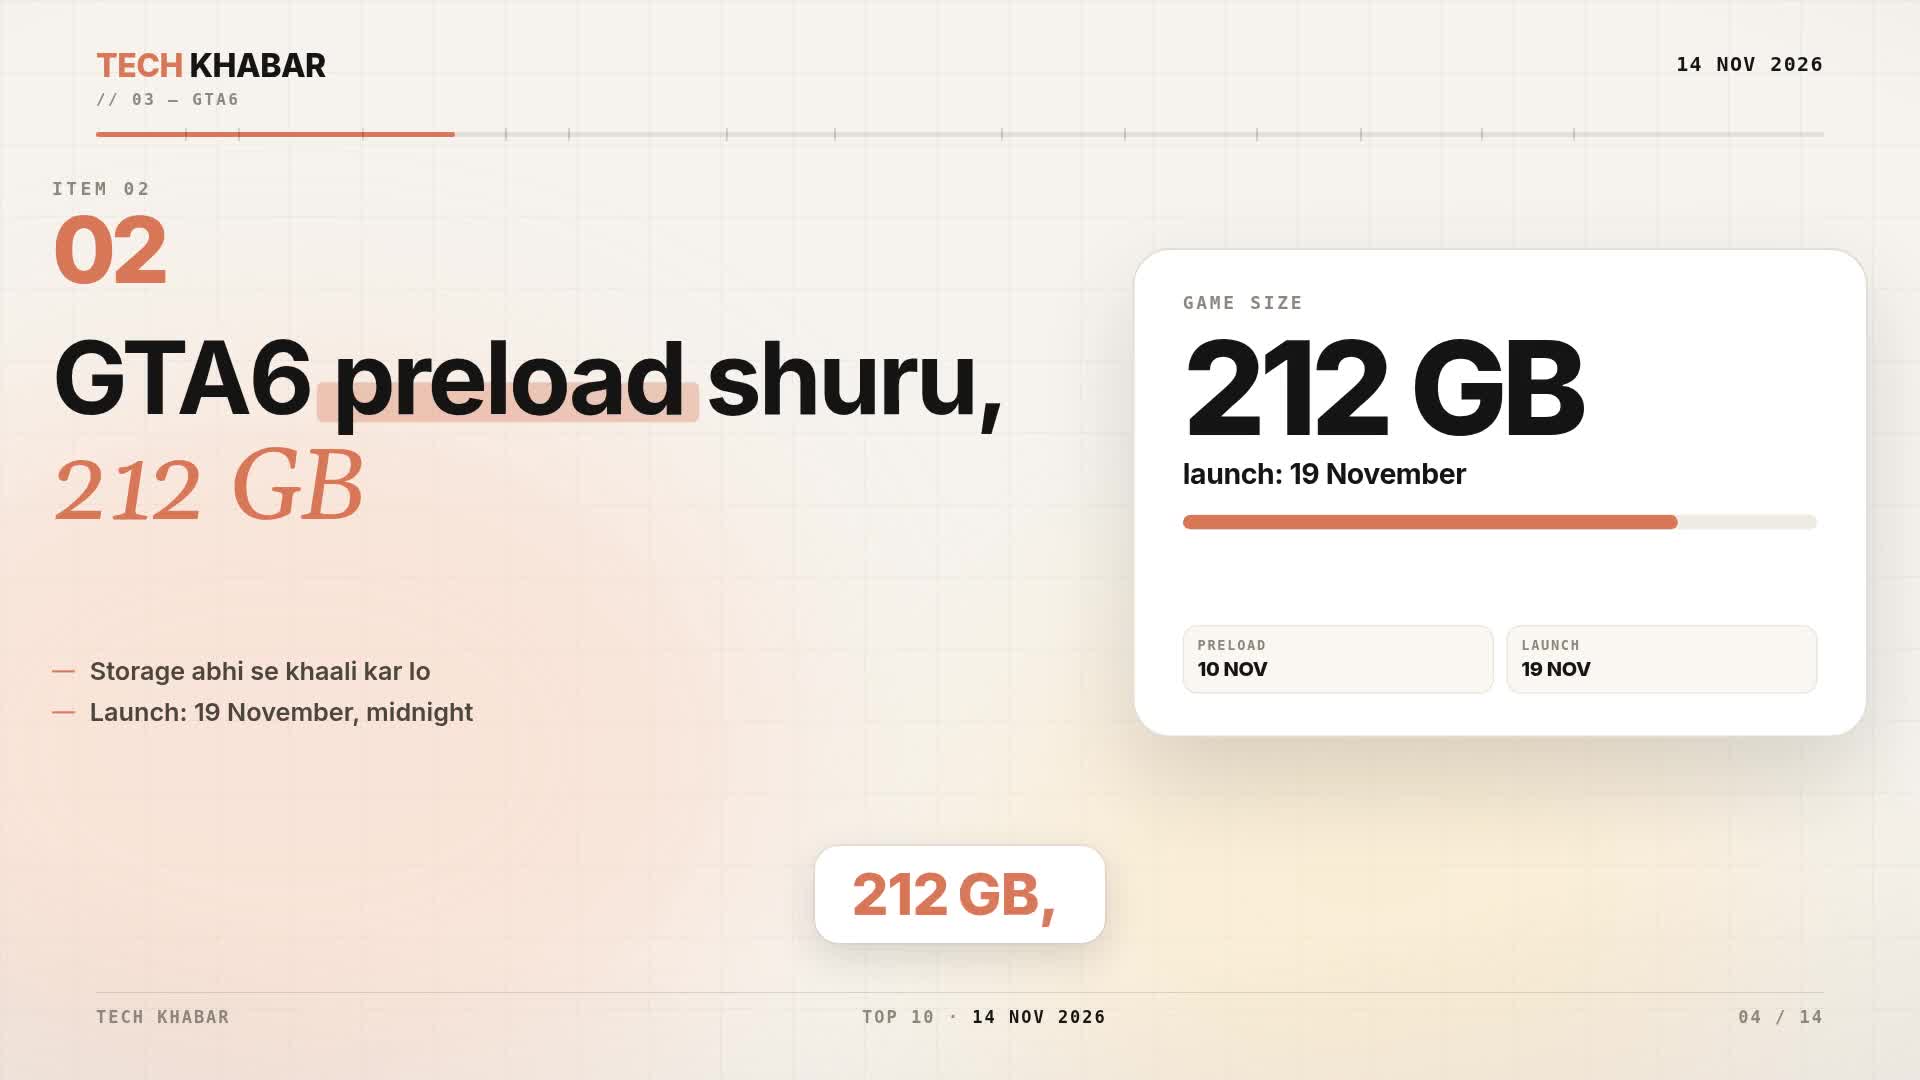 TECH KHABAR
14 NOV 2026
// 03 — GTA6
ITEM 02
02
GTA6 preload shuru,
212 GB
Storage abhi se khaali kar lo
Launch: 19 November, midnight
GAME SIZE
212 GB
launch: 19 November
PRELOAD
10 NOV
LAUNCH
19 NOV
212 GB,
TECH KHABAR
TOP 10 · 14 NOV 2026
04 / 14